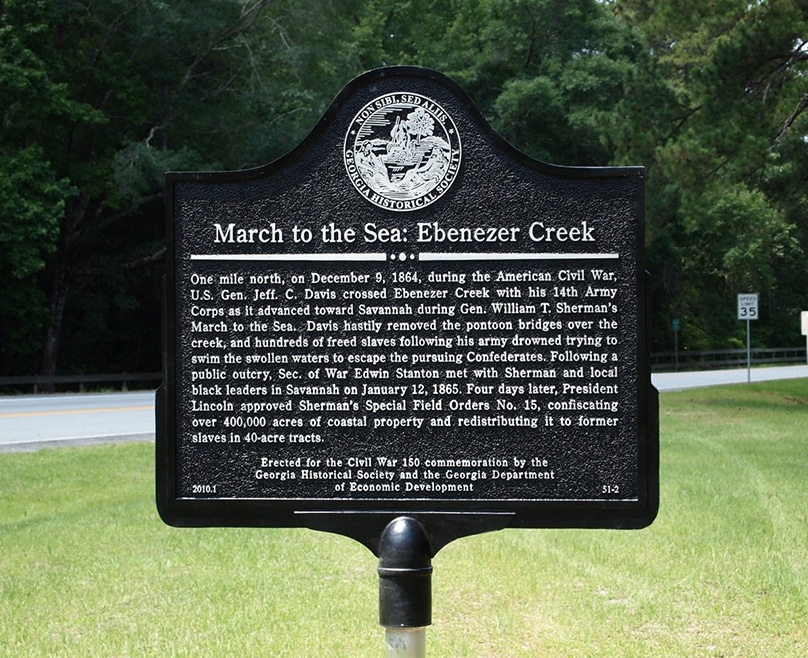 NON SIBI, SED ALIIS.
GEORGIA HISTORICAL SOCIETY
March to the Sea: Ebenezer Creek
One mile north, on December 9, 1864, during the American Civil War,
U.S. Gen. Jeff. C. Davis crossed Ebenezer Creek with his 14th Army
Corps as it advanced toward Savannah during Gen. William T. Sherman's
March to the Sea. Davis hastily removed the pontoon bridges over the
creek, and hundreds of freed slaves following his army drowned trying to
swim the swollen waters to escape the pursuing Confederates. Following a
public outcry, Sec. of War Edwin Stanton met with Sherman and local
black leaders in Savannah on January 12, 1865. Four days later, President
Lincoln approved Sherman's Special Field Orders No. 15, confiscating
over 400,000 acres of coastal property and redistributing it to former
slaves in 40-acre tracts.
Erected for the Civil War 150 commemoration by the
Georgia Historical Society and the Georgia Department
of Economic Development
2010.1
51-2
SPEED
LIMIT
35